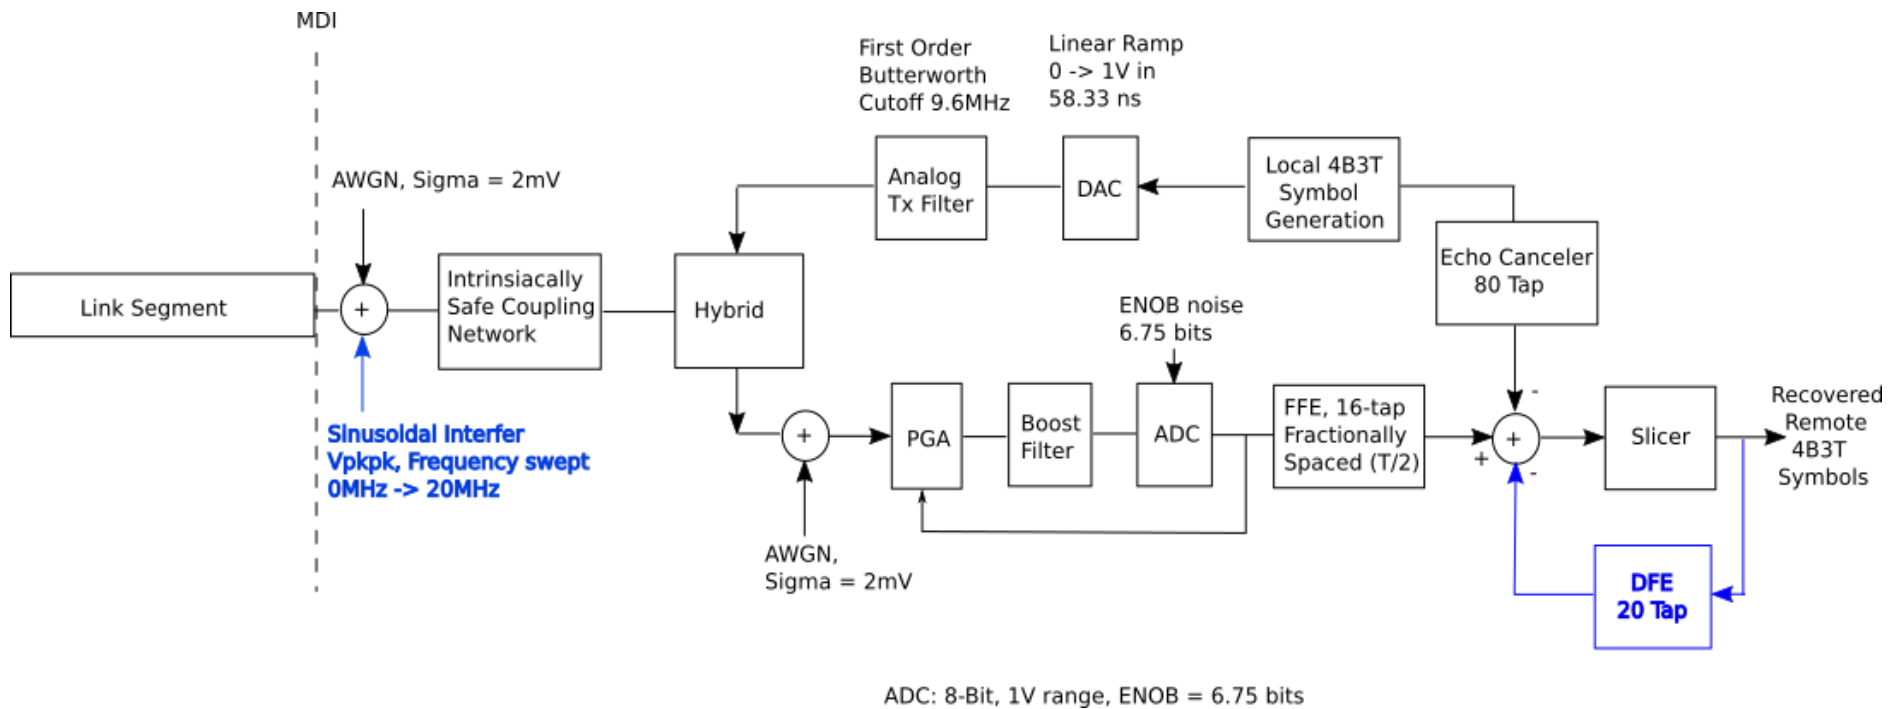 MDI
First Order
Butterworth
Cutoff 9.6MHz
Linear Ramp
0 -> 1V in
58.33 ns
AWGN, Sigma = 2mV
Analog
Tx Filter
DAC
Local 4B3T
Symbol
Generation
Echo Canceler
80 Tap
Link Segment
+
Intrinsiacally
Safe Coupling
Network
Hybrid
ENOB noise
6.75 bits
Sinusoidal Interfer
Vpkpk, Frequency swept
0MHz -> 20MHz
+
PGA
Boost
Filter
ADC
FFE, 16-tap
Fractionally
Spaced (T/2)
-
+
+
-
Slicer
Recovered
Remote
4B3T
Symbols
AWGN,
Sigma = 2mV
DFE
20 Tap
ADC: 8-Bit, 1V range, ENOB = 6.75 bits